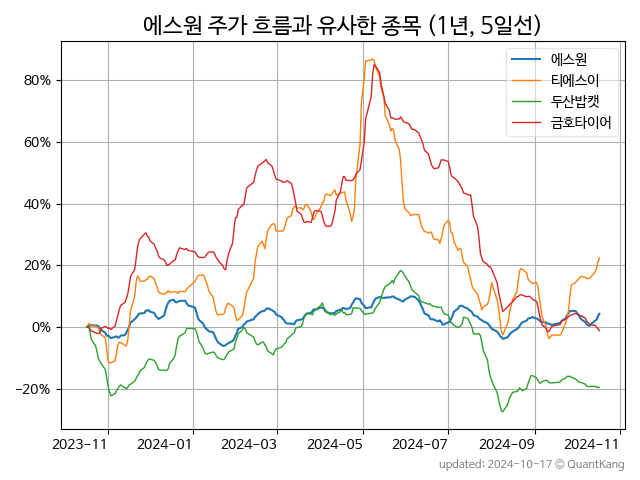 에스원 주가 흐름과 유사한 종목 (1년, 5일선)
에스원
티에스이
두산밥캣
금호타이어
80%
60%
40%
20%
0%
−20%
2023-11 2024-01 2024-03 2024-05 2024-07 2024-09 2024-11
updated: 2024-10-17 © QuantKang